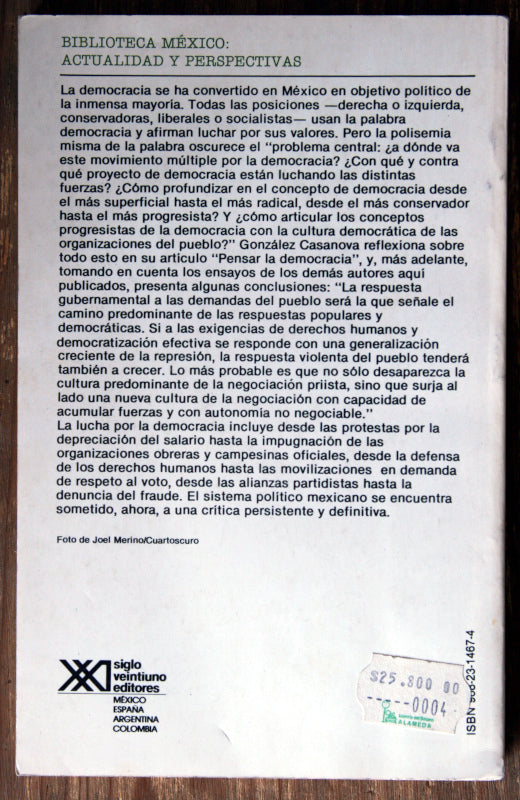 BIBLIOTECA MÉXICO:
ACTUALIDAD Y PERSPECTIVAS
La democracia se ha convertido en México en objetivo político de
la inmensa mayoría. Todas las posiciones —derecha o izquierda,
conservadoras, liberales o socialistas— usan la palabra
democracia y afirman luchar por sus valores. Pero la polisemia
misma de la palabra oscurece el "problema central: ¿a dónde va
este movimiento múltiple por la democracia? ¿Con qué y contra
qué proyecto de democracia están luchando las distintas
fuerzas? ¿Cómo profundizar en el concepto de democracia desde
el más superficial hasta el más radical, desde el más conservador
hasta el más progresista? Y ¿cómo articular los conceptos
progresistas de la democracia con la cultura democrática de las
organizaciones del pueblo?" González Casanova reflexiona sobre
todo esto en su artículo "Pensar la democracia", y, más adelante,
tomando en cuenta los ensayos de los demás autores aquí
publicados, presenta algunas conclusiones: "La respuesta
gubernamental a las demandas del pueblo será la que señale el
camino predominante de las respuestas populares y
democráticas. Si a las exigencias de derechos humanos y
democratización efectiva se responde con una generalización
creciente de la represión, la respuesta violenta del pueblo tenderá
también a crecer. Lo más probable es que no sólo desaparezca la
cultura predominante de la negociación priista, sino que surja al
lado una nueva cultura de la negociación con capacidad de
acumular fuerzas y con autonomía no negociable."
La lucha por la democracia incluye desde las protestas por la
depreciación del salario hasta la impugnación de las
organizaciones obreras y campesinas oficiales, desde la defensa
de los derechos humanos hasta las movilizaciones en demanda
de respeto al voto, desde las alianzas partidistas hasta la
denuncia del fraude. El sistema político mexicano se encuentra
sometido, ahora, a una crítica persistente y definitiva.
Foto de Joel Merino/Cuartoscuro
siglo
veintiuno
editores
MÉXICO
ESPAÑA
ARGENTINA
COLOMBIA
$25.800 00
-----0004
ALAMEDA
ISBN 968-23-1467-4